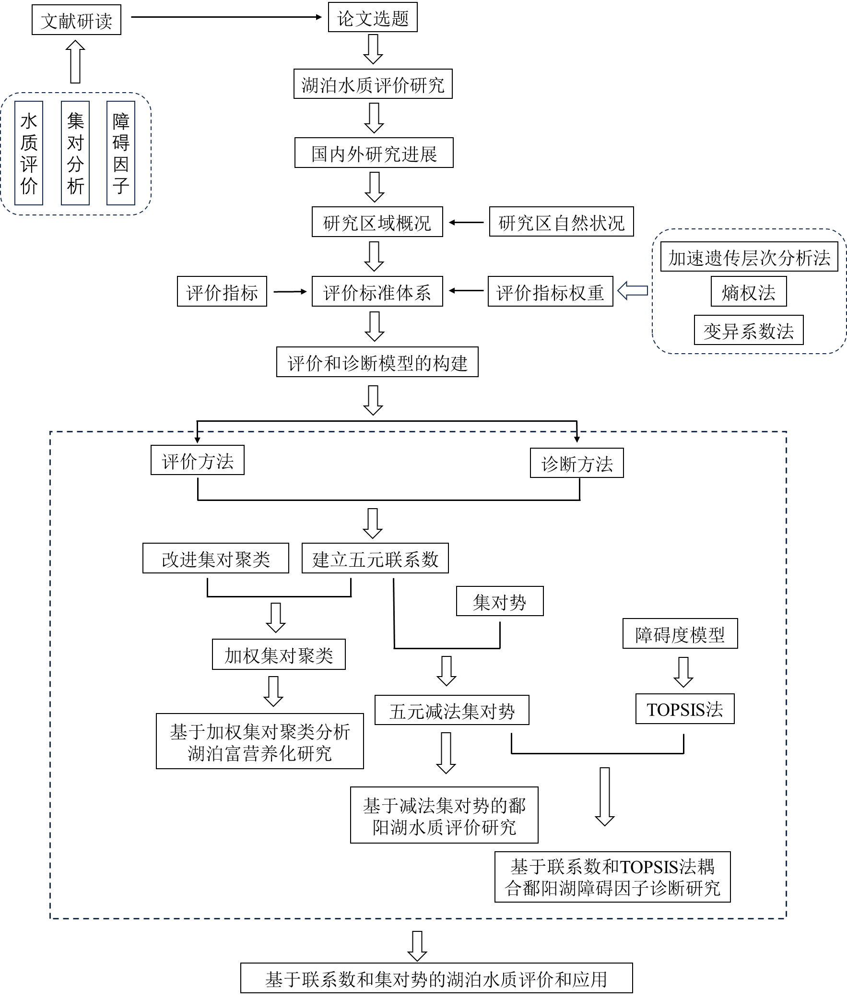 文献研读
论文选题
湖泊水质评价研究
水质评价
集对分析
障碍因子
国内外研究进展
研究区域概况
研究区自然状况
加速遗传层次分析法
评价指标
评价标准体系
评价指标权重
熵权法
变异系数法
评价和诊断模型的构建
评价方法
诊断方法
改进集对聚类
建立五元联系数
集对势
障碍度模型
加权集对聚类
五元减法集对势
TOPSIS法
基于加权集对聚类分析
湖泊富营养化研究
基于减法集对势的鄱
阳湖水质评价研究
基于联系数和TOPSIS法耦
合鄱阳湖障碍因子诊断研究
基于联系数和集对势的湖泊水质评价和应用